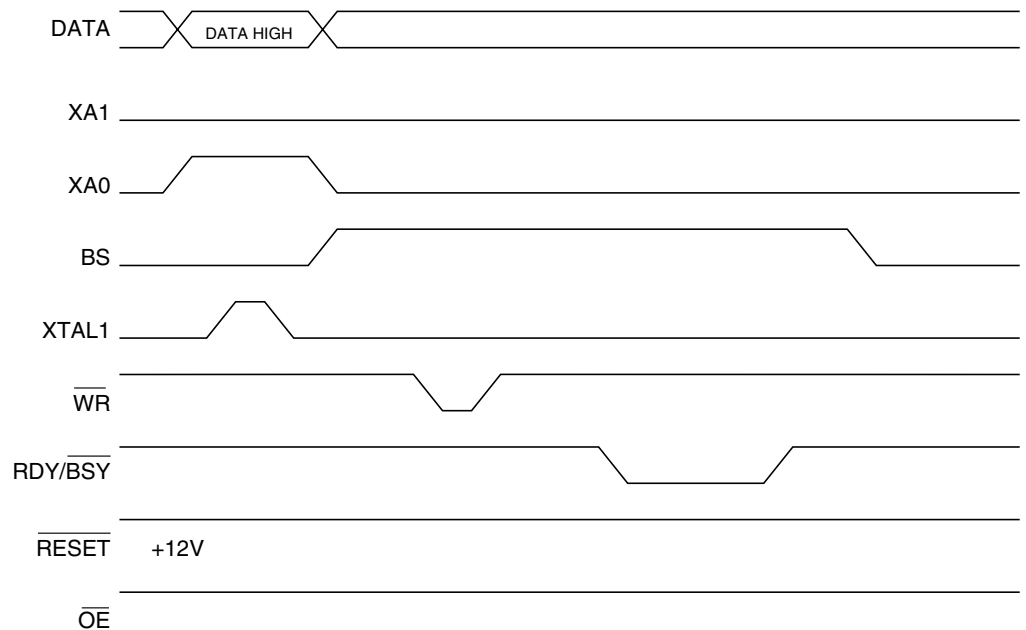 DATA
DATA HIGH
XA1
XA0
BS
XTAL1
WR
RDY/BSY
RESET +12V
OE